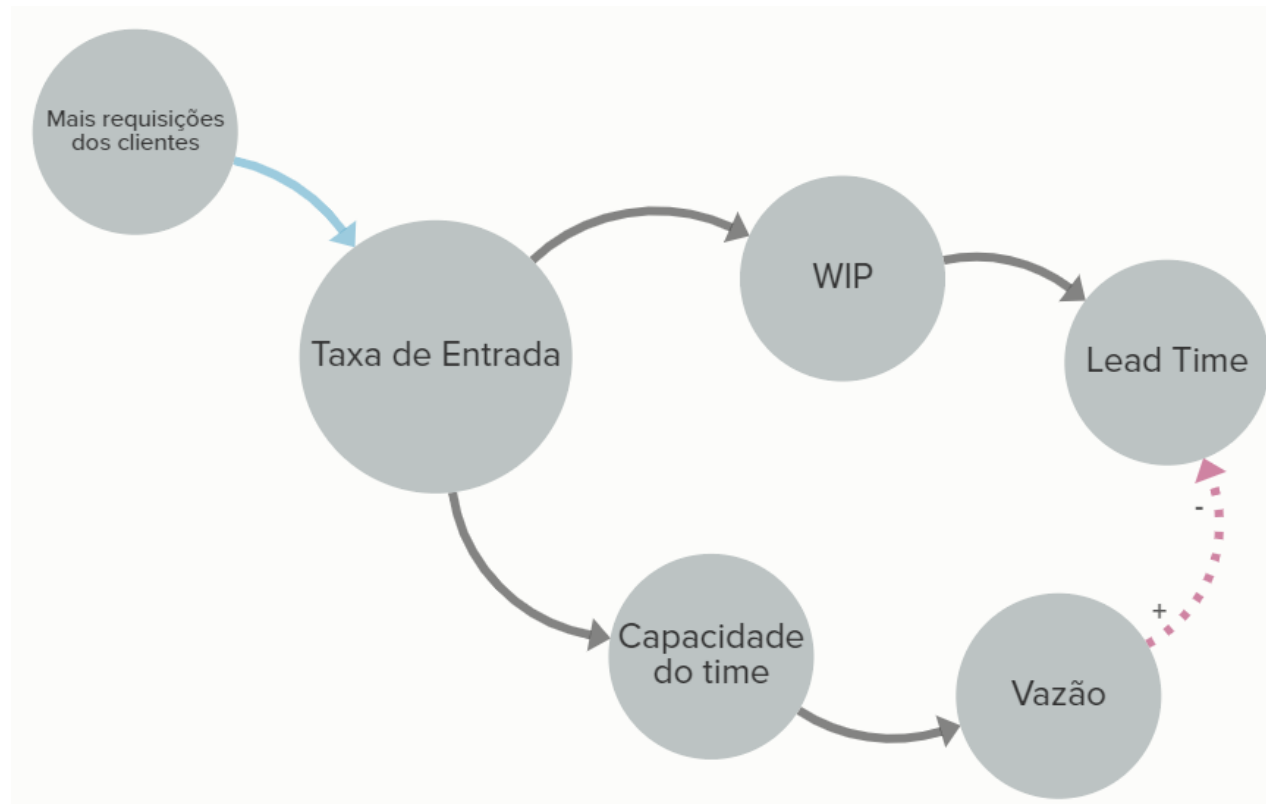 Mais requisições
dos clientes
Taxa de Entrada
WIP
Lead Time
-
+
Capacidade
do time
Vazão